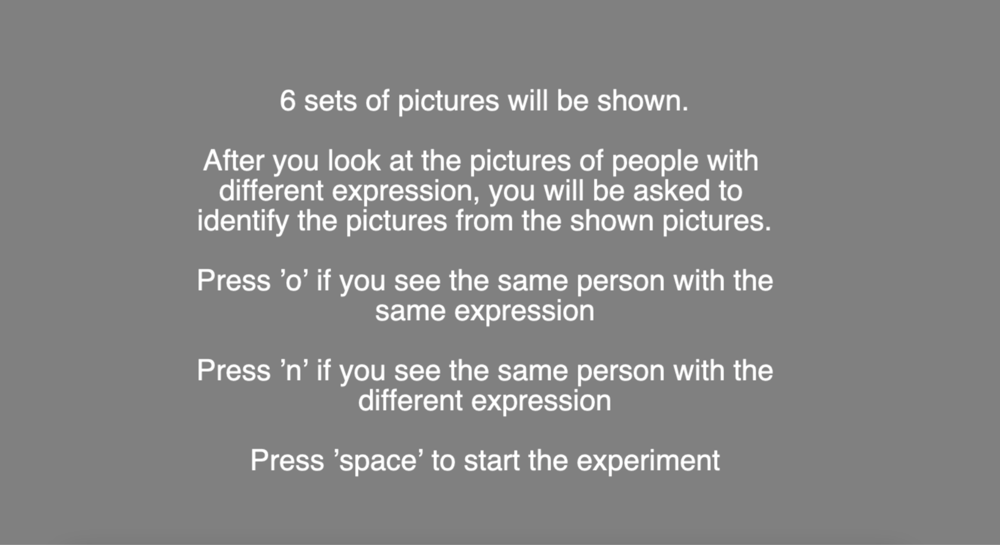 6 sets of pictures will be shown.
After you look at the pictures of people with
different expression, you will be asked to
identify the pictures from the shown pictures.
Press ’o’ if you see the same person with the
same expression
Press ’n’ if you see the same person with the
different expression
Press ’space’ to start the experiment